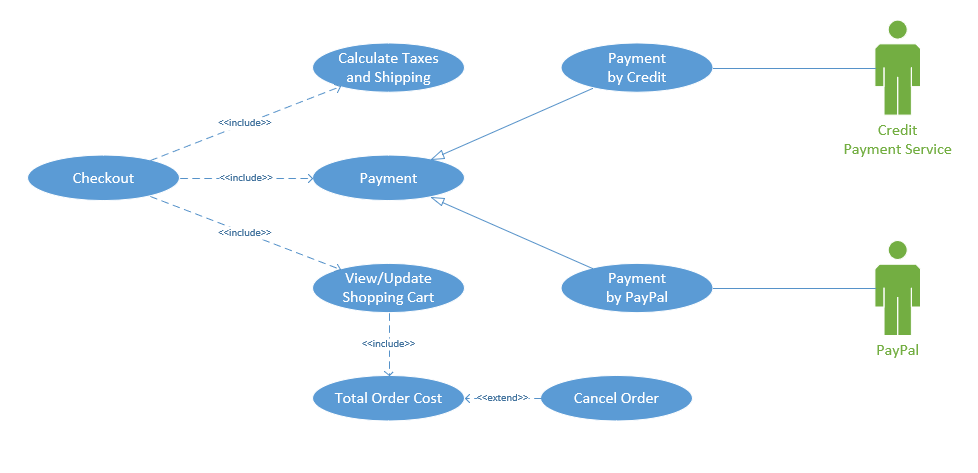 Calculate Taxes
and Shipping
Payment
by Credit
<<include>>
Credit
Payment Service
Checkout
<<include>>
Payment
<<include>>
View/Update
Shopping Cart
Payment
by PayPal
<<include>>
PayPal
Total Order Cost
<<extend>>
Cancel Order